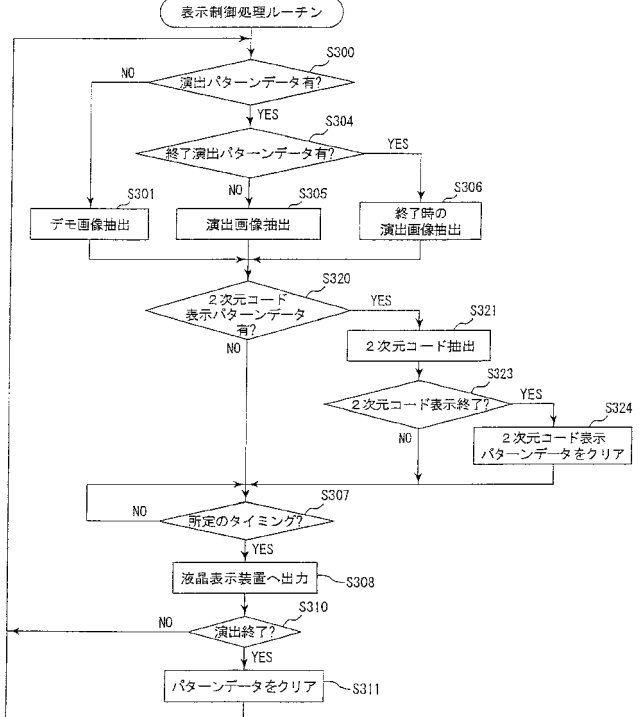 表示制御処理ルーチン
S300
演出パターンデータ有?
NO
YES
S304
終了演出パターンデータ有?
YES
NO
S301
デモ画像抽出
S305
演出画像抽出
S306
終了時の
演出画像抽出
S320
2次元コード
表示パターンデータ
有?
YES
NO
S321
2次元コード抽出
S323
2次元コード表示終了?
YES
NO
S324
2次元コード表示
パターンデータをクリア
S307
所定のタイミング?
NO
YES
液晶表示装置へ出力
S308
S310
演出終了?
NO
YES
パターンデータをクリア
S311